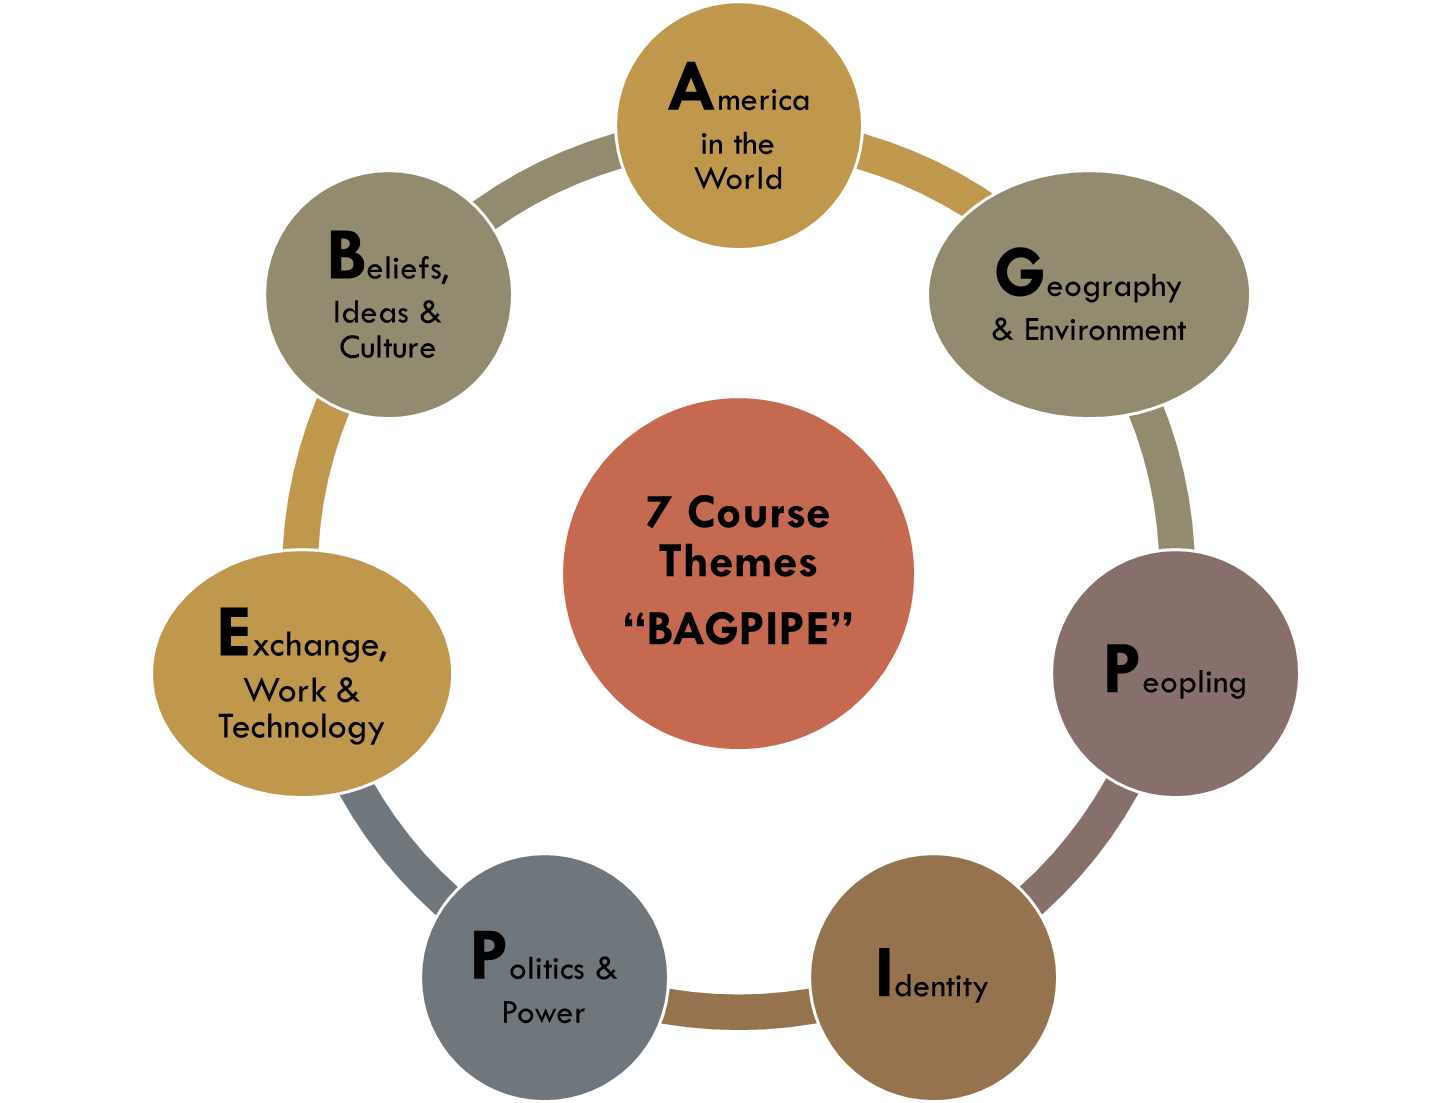 America
in the
World
Geography
& Environment
Peopling
Identity
Politics &
Power
Exchange,
Work &
Technology
Beliefs,
Ideas &
Culture
7 Course
Themes
“BAGPIPE”